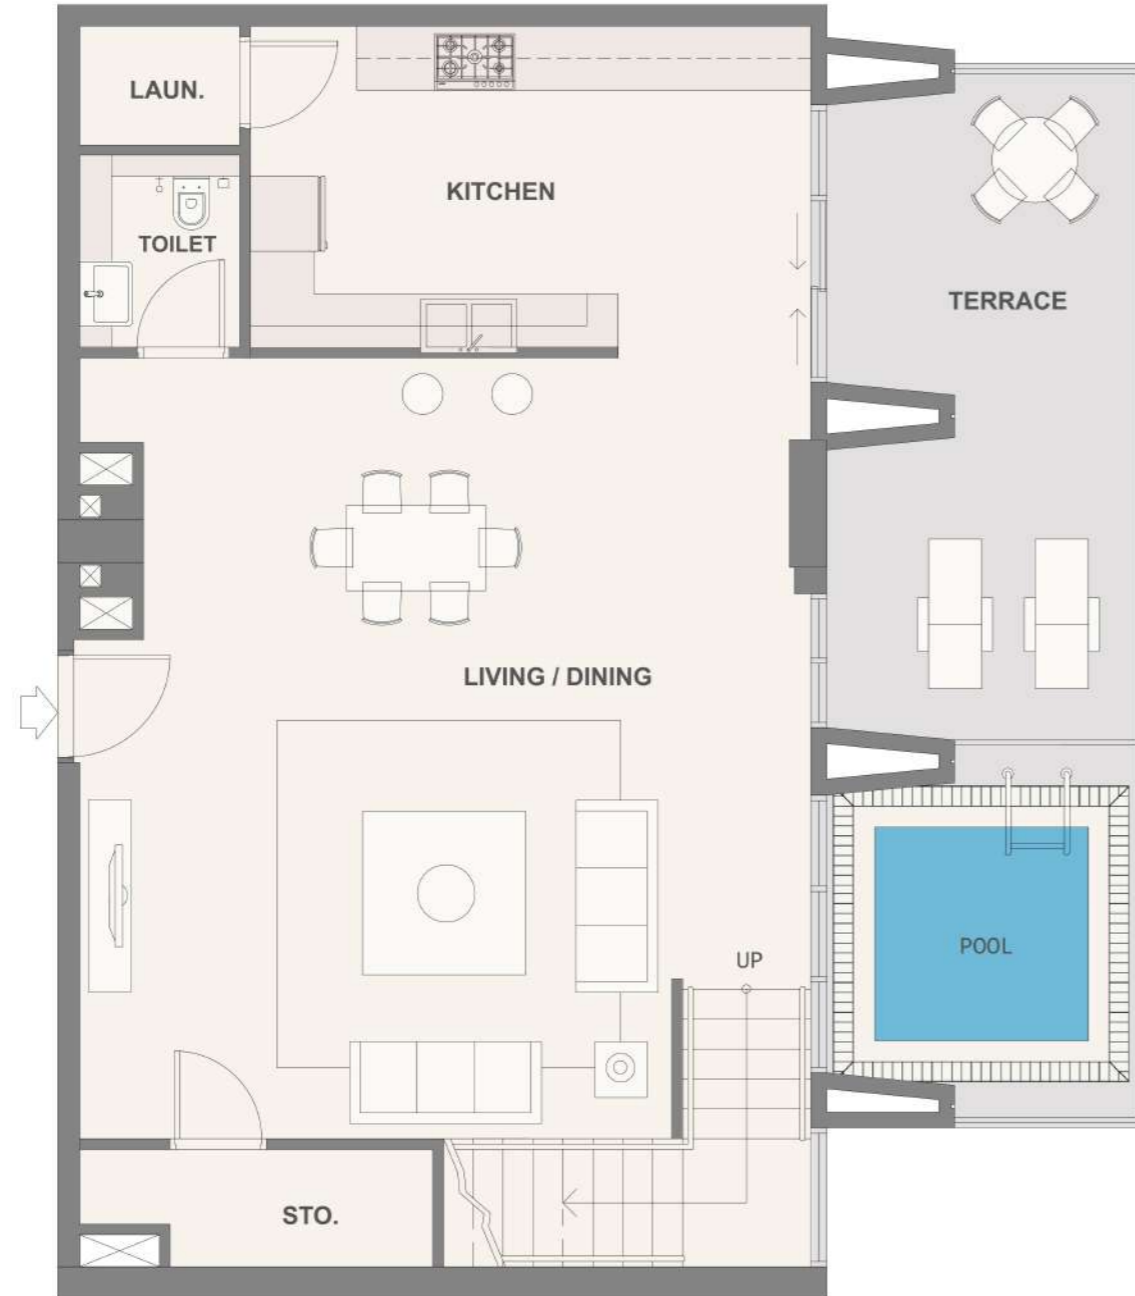 LAUN.
KITCHEN
TOILET
TERRACE
LIVING / DINING
UP
POOL
STO.